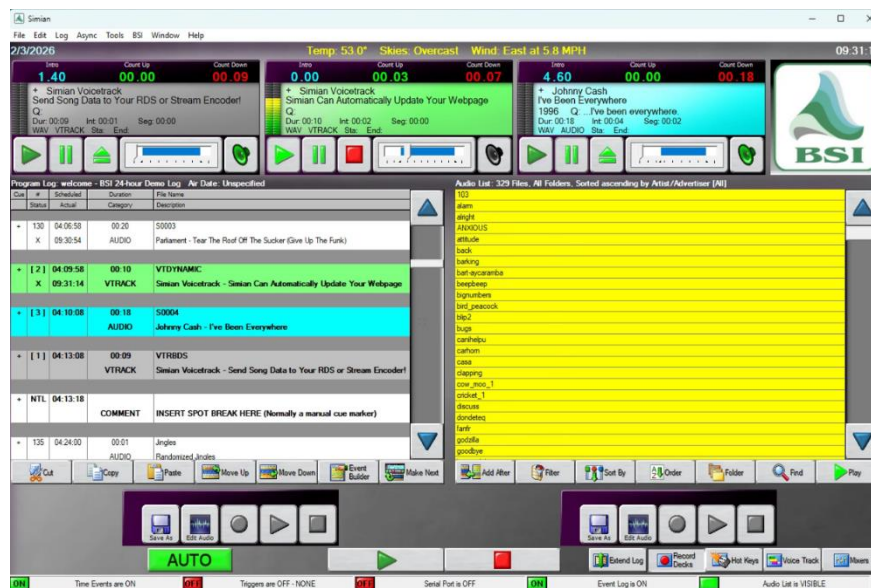 Simian
File Edit Log Async Tools BSI Window Help
2/3/2026 Temp: 53.0° Skies: Overcast Wind: East at 5.8 MPH 09:31:1
Intro Count Up Count Down
1.40 00.00 00.09
+ Simian Voicetrack
Send Song Data to Your RDS or Stream Encoder!
Q:
Dur: 00:09 Int: 00:01 Seg: 00:00
WAV VTRACK Sta: End:
Intro Count Up Count Down
0.00 00.03 00.07
+ Simian Voicetrack
Simian Can Automatically Update Your Webpage
Q:
Dur: 00:10 Int: 00:00 Seg: 00:00
WAV VTRACK Sta: End:
Intro Count Up Count Down
4.60 00.00 00.18
+ Johnny Cash
I've Been Everywhere
1996 Q: ...I've been everywhere.
Dur: 00:18 Int: 00:04 Seg: 00:02
WAV AUDIO Sta: End:
BSI
Program Log: welcome - BSI 24-hour Demo Log Air Date: Unspecified
Cue # Scheduled Duration File Name
Status Actual Category Description
+ 130 04:06:58 00:20 S0003
X 09:30:54 AUDIO Parliament - Tear The Roof Off The Sucker (Give Up The Funk)
+ [ 2 ] 04:09:58 00:10 VTDYNAMIC
X 09:31:14 VTRACK Simian Voicetrack - Simian Can Automatically Update Your Webpage
+ [ 3 ] 04:10:08 00:18 S0004
AUDIO Johnny Cash - I've Been Everywhere
+ [ 1 ] 04:13:08 00:09 VTRBDS
VTRACK Simian Voicetrack - Send Song Data to Your RDS or Stream Encoder!
+ NTL 04:13:18
COMMENT INSERT SPOT BREAK HERE (Normally a manual cue marker)
+ 135 04:24:00 00:01 Jingles
AUDIO Randomized Jingles
Cut Copy Paste Move Up Move Down Event Builder Make Next
Audio List: 329 Files, All Folders, Sorted ascending by Artist/Advertiser [All]
103
alarm
alright
ANXIOUS
attitude
back
barking
bart-aycaramba
beepbeep
bignumbers
bird_peacock
blip2
bugs
canihelpu
carhorn
casa
clapping
cow_moo_1
cricket_1
discuss
dondeteq
fanfr
godzilla
goodbye
Add After Filter Sort By Order Folder Find Play
Save As Edit Audio
Save As Edit Audio
AUTO
Extend Log Record Decks Hot Keys Voice Track Mixers
ON Time Events are ON OFF Triggers are OFF - NONE OFF Serial Port is OFF ON Event Log is ON Audio List is VISIBLE